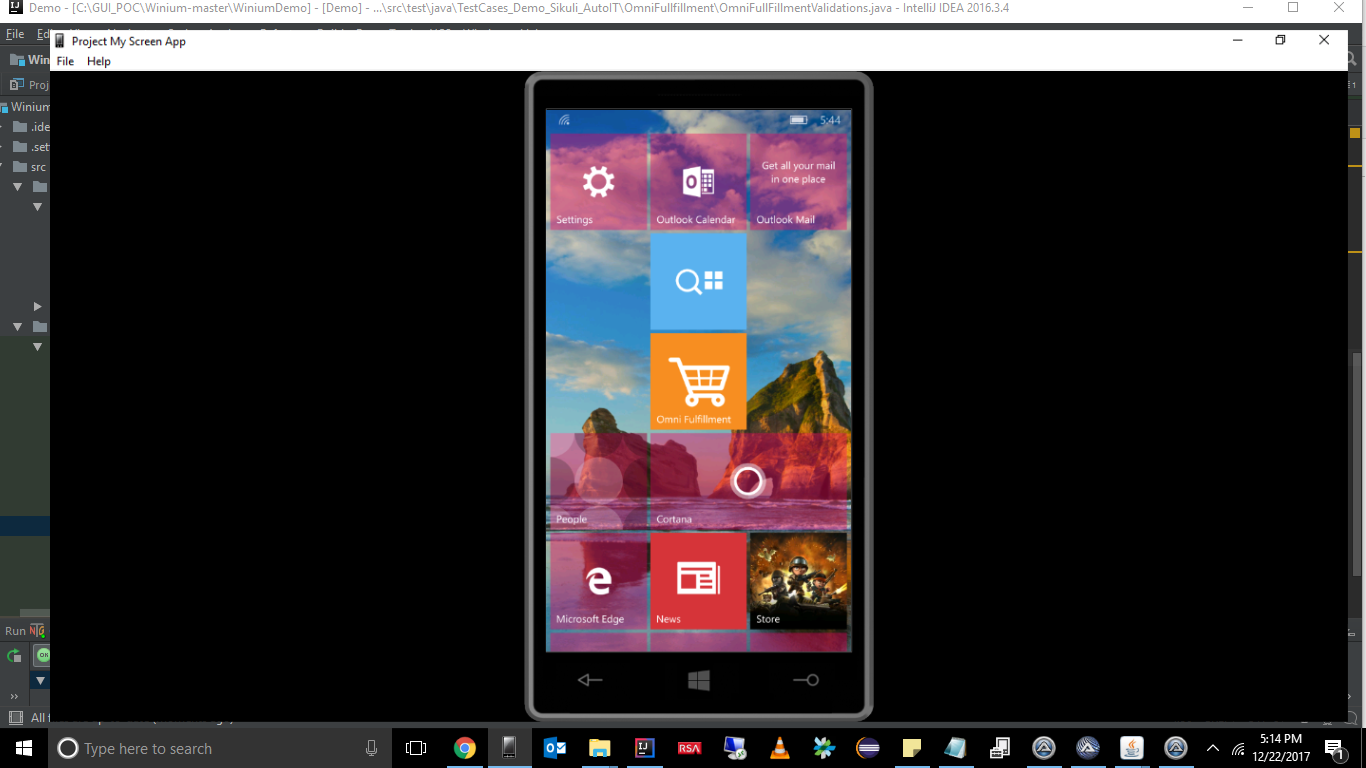 Demo - [C:\GUI_POC\Winium-master\WiniumDemo] - [Demo] - ...\src\test\java\TestCases_Demo_Sikuli_AutoIT\OmniFullfillment\OmniFullFillmentValidations.java - IntelliJ IDEA 2016.3.4
File
Project My Screen App
File Help
Win
Proj
Winium
.ide
.set
src
5:44
Settings
Outlook Calendar
Get all your mail
in one place
Outlook Mail
Omni Fulfillment
People
Cortana
Microsoft Edge
News
Store
Run
OK
All
Type here to search
RSA
5:14 PM
12/22/2017
1